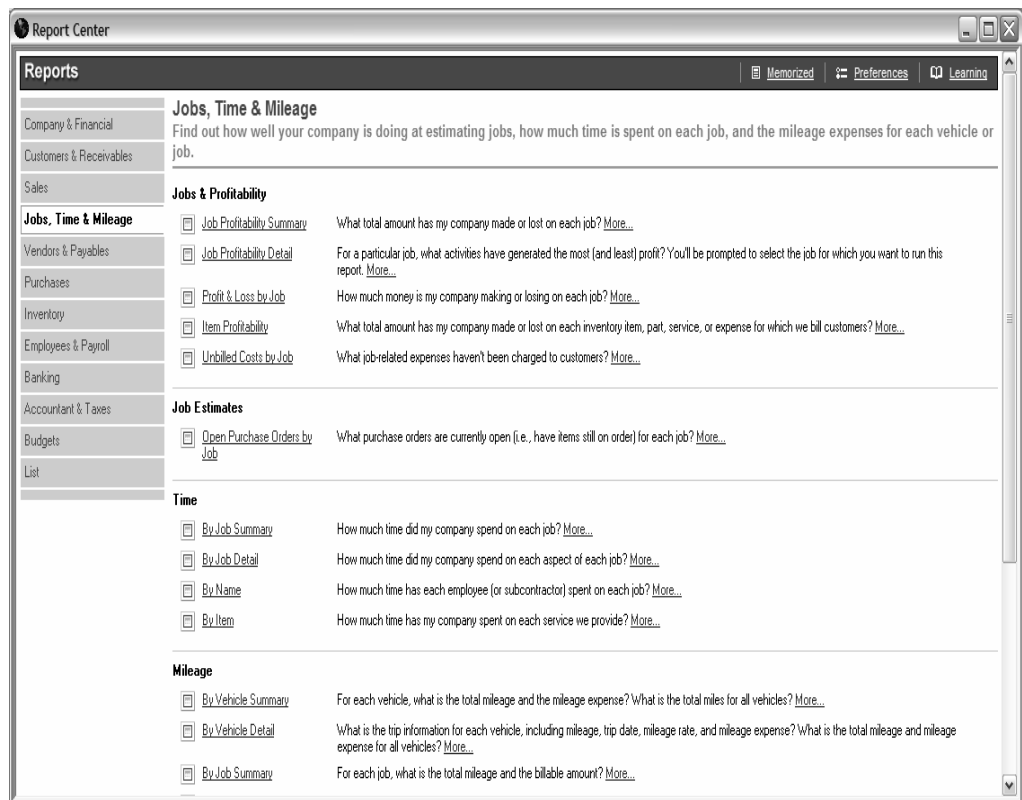 Report Center
Reports
Memorized
Preferences
Learning
Company & Financial
Customers & Receivables
Sales
Jobs, Time & Mileage
Vendors & Payables
Purchases
Inventory
Employees & Payroll
Banking
Accountant & Taxes
Budgets
List
Jobs, Time & Mileage
Find out how well your company is doing at estimating jobs, how much time is spent on each job, and the mileage expenses for each vehicle or
job.
Jobs & Profitability
Job Profitability Summary What total amount has my company made or lost on each job? More...
Job Profitability Detail For a particular job, what activities have generated the most (and least) profit? You'll be prompted to select the job for which you want to run this
report. More...
Profit & Loss by Job How much money is my company making or losing on each job? More...
Item Profitability What total amount has my company made or lost on each inventory item, part, service, or expense for which we bill customers? More...
Unbilled Costs by Job What job-related expenses haven't been charged to customers? More...
Job Estimates
Open Purchase Orders by What purchase orders are currently open (i.e., have items still on order) for each job? More...
Job
Time
By Job Summary How much time did my company spend on each job? More...
By Job Detail How much time did my company spend on each aspect of each job? More...
By Name How much time has each employee (or subcontractor) spent on each job? More...
By Item How much time has my company spent on each service we provide? More...
Mileage
By Vehicle Summary For each vehicle, what is the total mileage and the mileage expense? What is the total miles for all vehicles? More...
By Vehicle Detail What is the trip information for each vehicle, including mileage, trip date, mileage rate, and mileage expense? What is the total mileage and mileage
expense for all vehicles? More...
By Job Summary For each job, what is the total mileage and the billable amount? More...